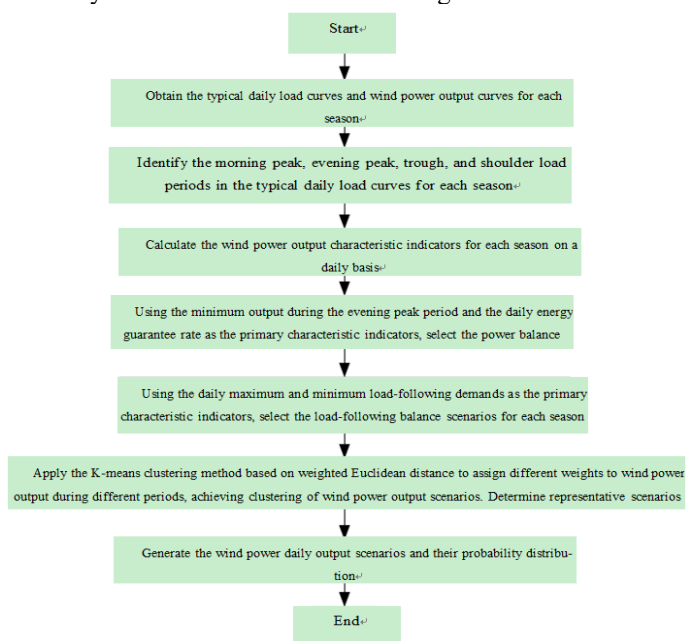 Start↵
Obtain the typical daily load curves and wind power output curves for each
season↵
Identify the morning peak, evening peak, trough, and shoulder load
periods in the typical daily load curves for each season↵
Calculate the wind power output characteristic indicators for each season on a
daily basis↵
Using the minimum output during the evening peak period and the daily energy
guarantee rate as the primary characteristic indicators, select the power balance
Using the daily maximum and minimum load-following demands as the primary
characteristic indicators, select the load-following balance scenarios for each season
Apply the K-means clustering method based on weighted Euclidean distance to assign different weights to wind power
output during different periods, achieving clustering of wind power output scenarios. Determine representative scenarios
Generate the wind power daily output scenarios and their probability distribu-
tion↵
End↵